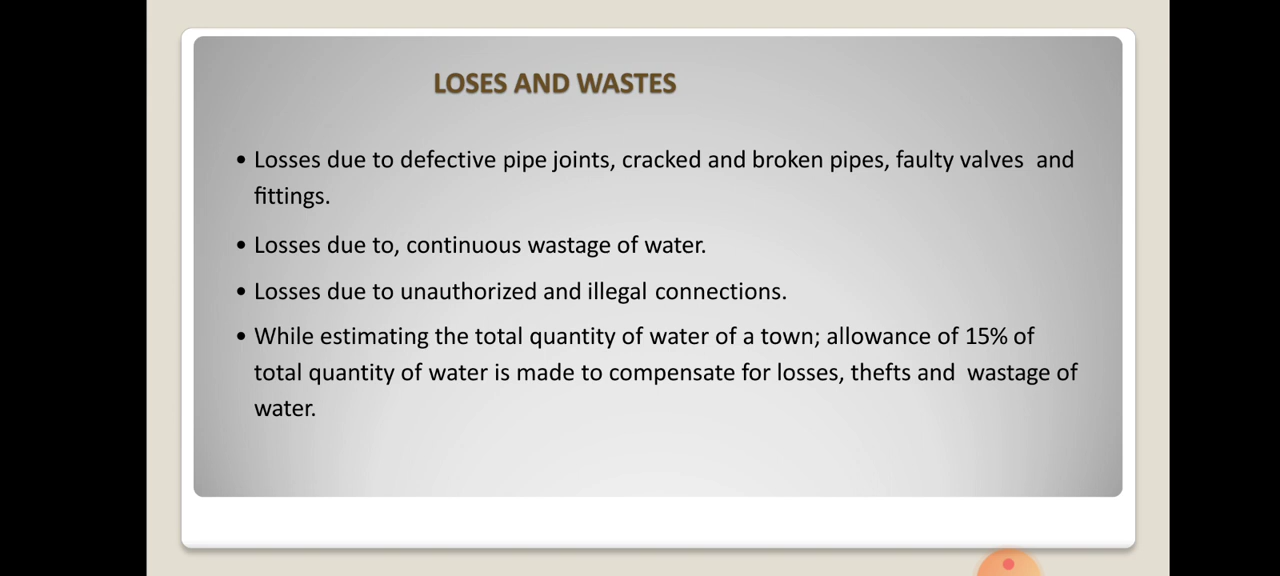 LOSES AND WASTES
• Losses due to defective pipe joints, cracked and broken pipes, faulty valves and
fittings.
• Losses due to, continuous wastage of water.
• Losses due to unauthorized and illegal connections.
• While estimating the total quantity of water of a town; allowance of 15% of
total quantity of water is made to compensate for losses, thefts and wastage of
water.